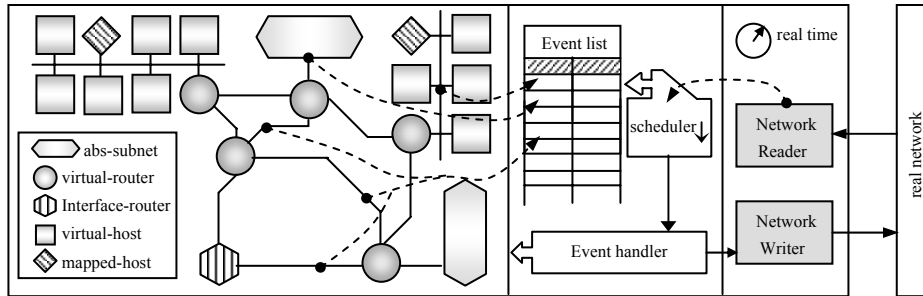 abs-subnet
virtual-router
Interface-router
virtual-host
mapped-host
Event list
scheduler
Event handler
real time
Network
Reader
Network
Writer
real network